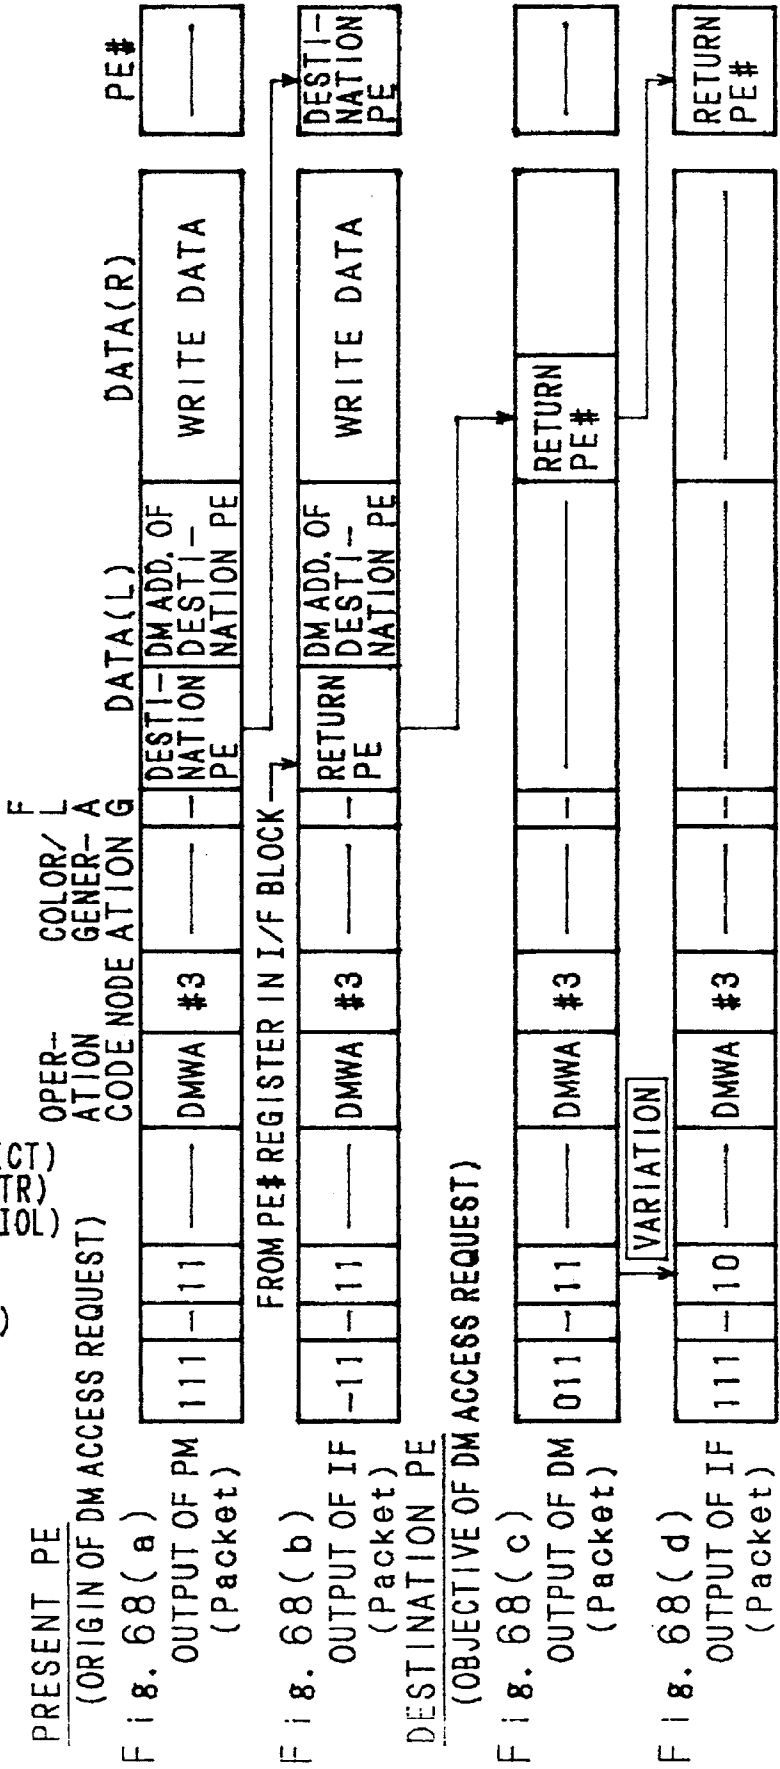 CT)
TR)
IOL)
)
OPER-
ATION
CODE
NODE
COLOR/
GENER-
ATION
F
L
A
G
DATA(L)
DATA(R)
PE#
PRESENT PE
(ORIGIN OF DM ACCESS REQUEST)
Fig. 68(a)
OUTPUT OF PM
(Packet)
111 — 11 — DMWA #3 — —
DESTI-
NATION
PE
DM ADD. OF
DESTI-
NATION PE
WRITE DATA
—
FROM PE# REGISTER IN I/F BLOCK
Fig. 68(b)
OUTPUT OF IF
(Packet)
-11 — 11 — DMWA #3 — —
RETURN
PE
DM ADD. OF
DESTI-
NATION PE
WRITE DATA
DESTI-
NATION
PE
DESTINATION PE
(OBJECTIVE OF DM ACCESS REQUEST)
Fig. 68(c)
OUTPUT OF DM
(Packet)
011 — 11 — DMWA #3 — — —
RETURN
PE#
—
VARIATION
Fig. 68(d)
OUTPUT OF IF
(Packet)
111 — 10 — DMWA #3 — — — —
RETURN
PE#